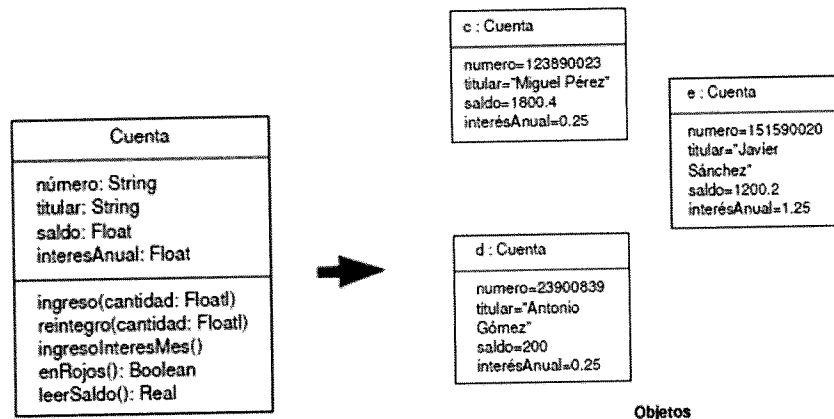 Cuenta
número: String
titular: String
saldo: Float
interesAnual: Float
ingreso(cantidad: Floatl)
reintegro(cantidad: Floatl)
ingresoInteresMes()
enRojos(): Boolean
leerSaldo(): Real
c : Cuenta
numero=123890023
titular="Miguel Pérez"
saldo=1800.4
interésAnual=0.25
e : Cuenta
numero=151590020
titular="Javier
Sánchez"
saldo=1200.2
interésAnual=1.25
d : Cuenta
numero=23900839
titular="Antonio
Gómez"
saldo=200
interésAnual=0.25
Objetos